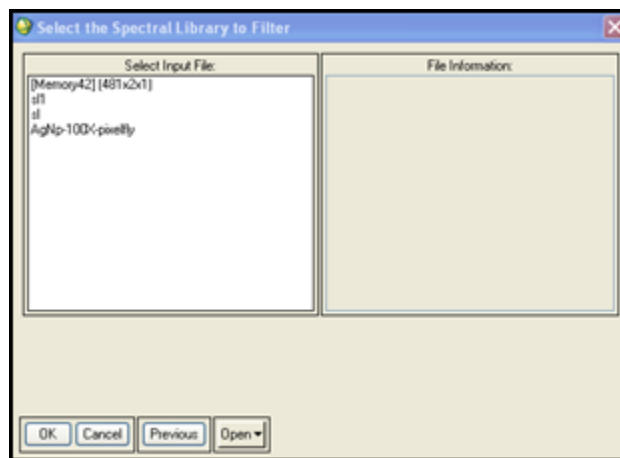 Select the Spectral Library to Filter
Select Input File:
File Information:
[Memory42] (481x2x1)
sl1
sl
AgNp-100X-pixelfly
OK
Cancel
Previous
Open